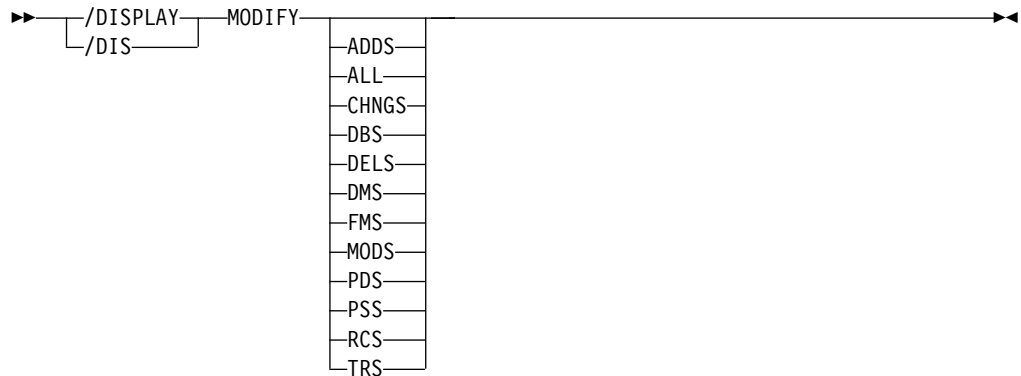 /DISPLAY MODIFY
/DIS
ADDS
ALL
CHNGS
DBS
DELS
DMS
FMS
MODS
PDS
PSS
RCS
TRS